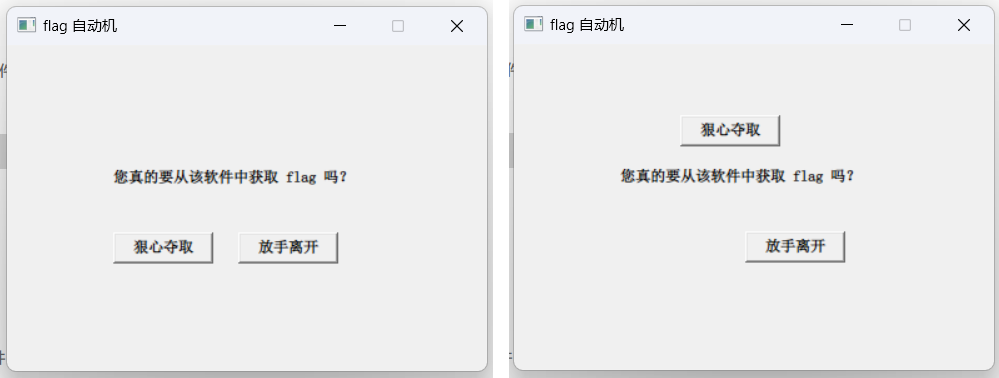 flag 自动机
您真的要从该软件中获取 flag 吗?
狠心夺取 放手离开
flag 自动机
狠心夺取
您真的要从该软件中获取 flag 吗?
放手离开